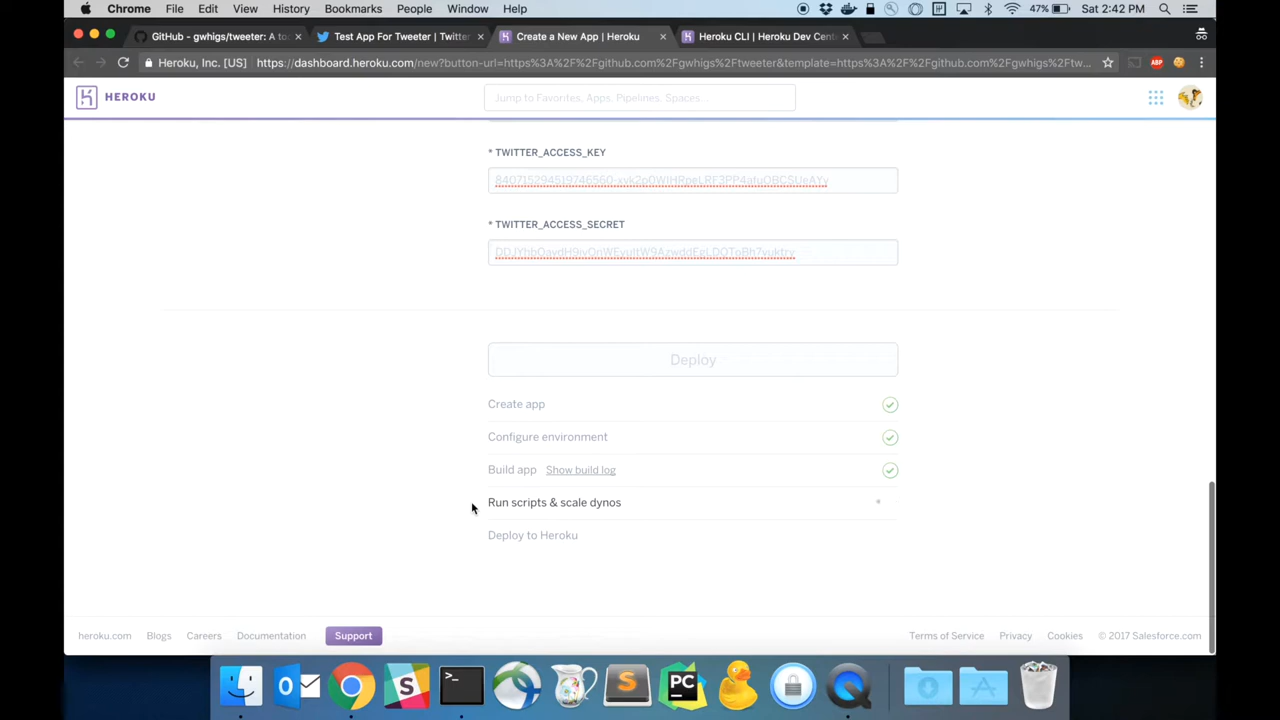 Chrome File Edit View History Bookmarks People Window Help 47% Sat 2:42 PM
GitHub - gwhigs/tweeter: A too
Test App For Tweeter | Twitter
Create a New App | Heroku
Heroku CLI | Heroku Dev Cent
Heroku, Inc. [US] https://dashboard.heroku.com/new?button-url=https%3A%2F%2Fgithub.com%2Fgwhigs%2Ftweeter&template=https%3A%2F%2Fgithub.com%2Fgwhigs%2Ftw...
ABP
HEROKU
Jump to Favorites, Apps, Pipelines, Spaces...
* TWITTER_ACCESS_KEY
* TWITTER_ACCESS_SECRET
Deploy
Create app
Configure environment
Build app Show build log
Run scripts & scale dynos
Deploy to Heroku
heroku.com Blogs Careers Documentation Support Terms of Service Privacy Cookies © 2017 Salesforce.com
PC